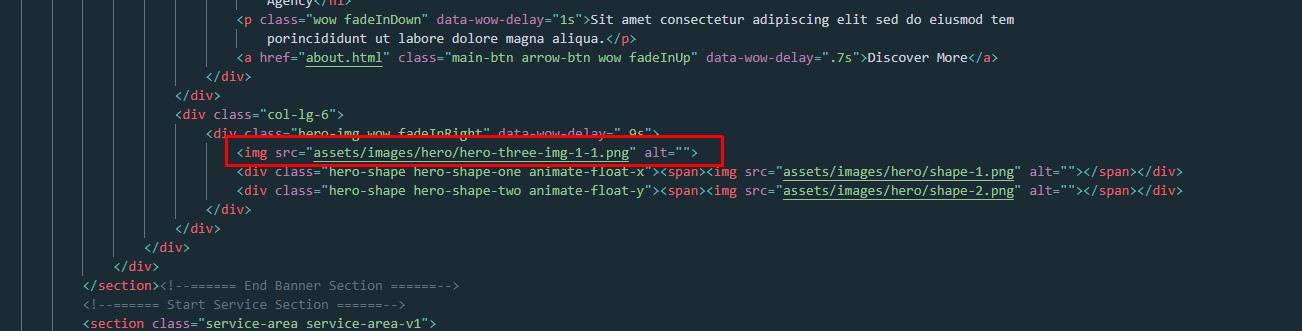 Agency</h1>
<p class="wow fadeInDown" data-wow-delay="1s">Sit amet consectetur adipiscing elit sed do eiusmod tem
porincididunt ut labore dolore magna aliqua.</p>
<a href="about.html" class="main-btn arrow-btn wow fadeInUp" data-wow-delay=".7s">Discover More</a>
</div>
</div>
<div class="col-lg-6">
<div class="hero-img wow fadeInRight" data-wow-delay=".9s">
<img src="assets/images/hero/hero-three-img-1-1.png" alt="">
<div class="hero-shape hero-shape-one animate-float-x"><span><img src="assets/images/hero/shape-1.png" alt=""></span></div>
<div class="hero-shape hero-shape-two animate-float-y"><span><img src="assets/images/hero/shape-2.png" alt=""></span></div>
</div>
</div>
</div>
</div>
</section><!--====== End Banner Section ======-->
<!--====== Start Service Section ======-->
<section class="service-area service-area-v1">